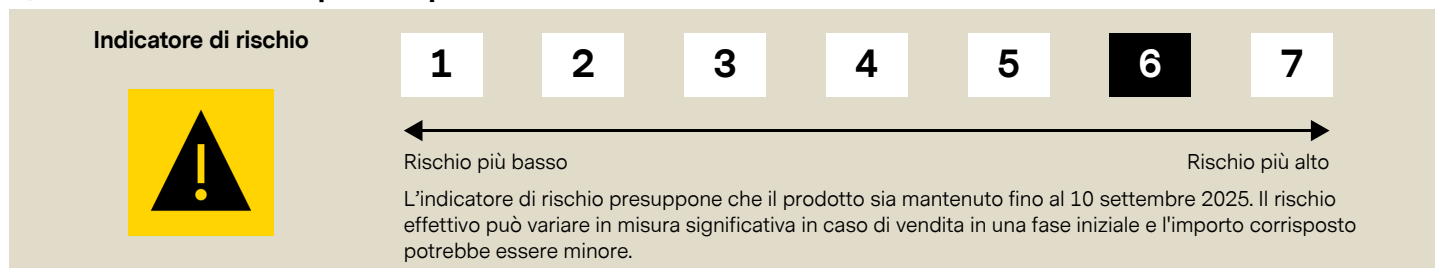 Indicatore di rischio
1 2 3 4 5 6 7
Rischio più basso Rischio più alto
L'indicatore di rischio presuppone che il prodotto sia mantenuto fino al 10 settembre 2025. Il rischio
effettivo può variare in misura significativa in caso di vendita in una fase iniziale e l'importo corrisposto
potrebbe essere minore.